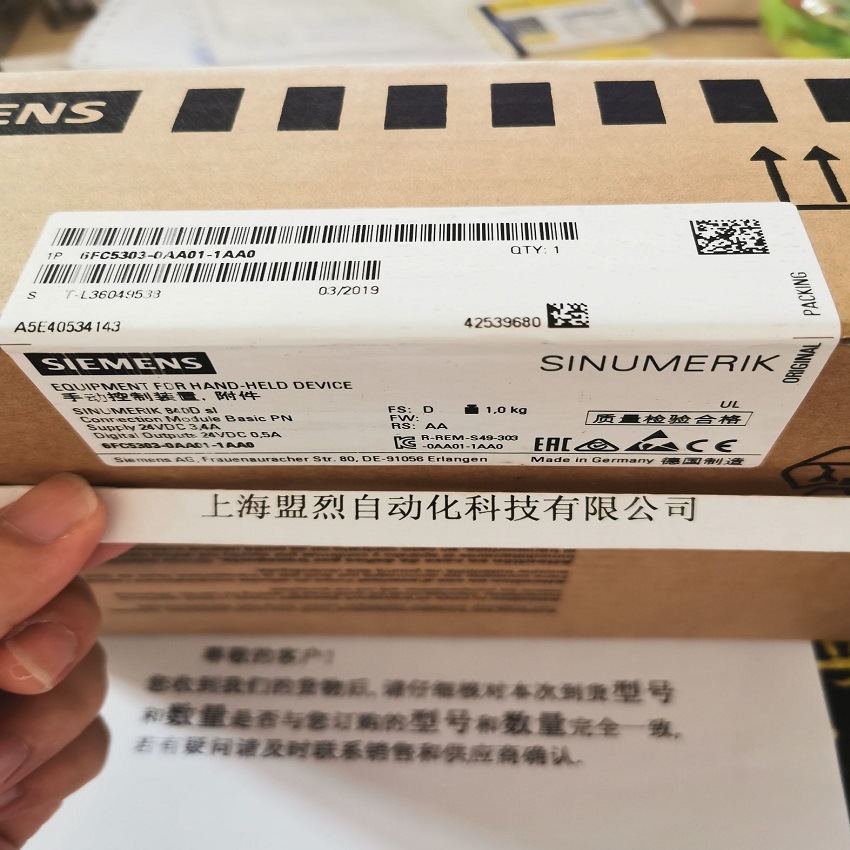 ENS
1P 6FC5303-0AA01-1AA0
QTY: 1
S T-L36049538
03/2019
A5E40534143
42539680
ORIGINAL PACKING
SIEMENS
SINUMERIK
EQUIPMENT FOR HAND-HELD DEVICE
手动控制装置, 附件
SINUMERIK 840D sl
Connection Module Basic PN
Supply 24VDC 3,4A
Digital Outputs 24VDC 0,5A
6FC5303-0AA01-1AA0
FS: D
1,0 kg
FW:
RS: AA
R-REM-S49-303
-0AA01-1AA0
UL
质量检验合格
EAC
CE
Siemens AG, Frauenauracher Str. 80, DE-91056 Erlangen
Made in Germany 德国制造
上海盟烈自动化科技有限公司
尊敬的客户!
您收到我们的货物后,请仔细核对本次到货型号
和数量是否与您订购的型号和数量完全一致,
若有疑问请及时联系销售和供应商确认.